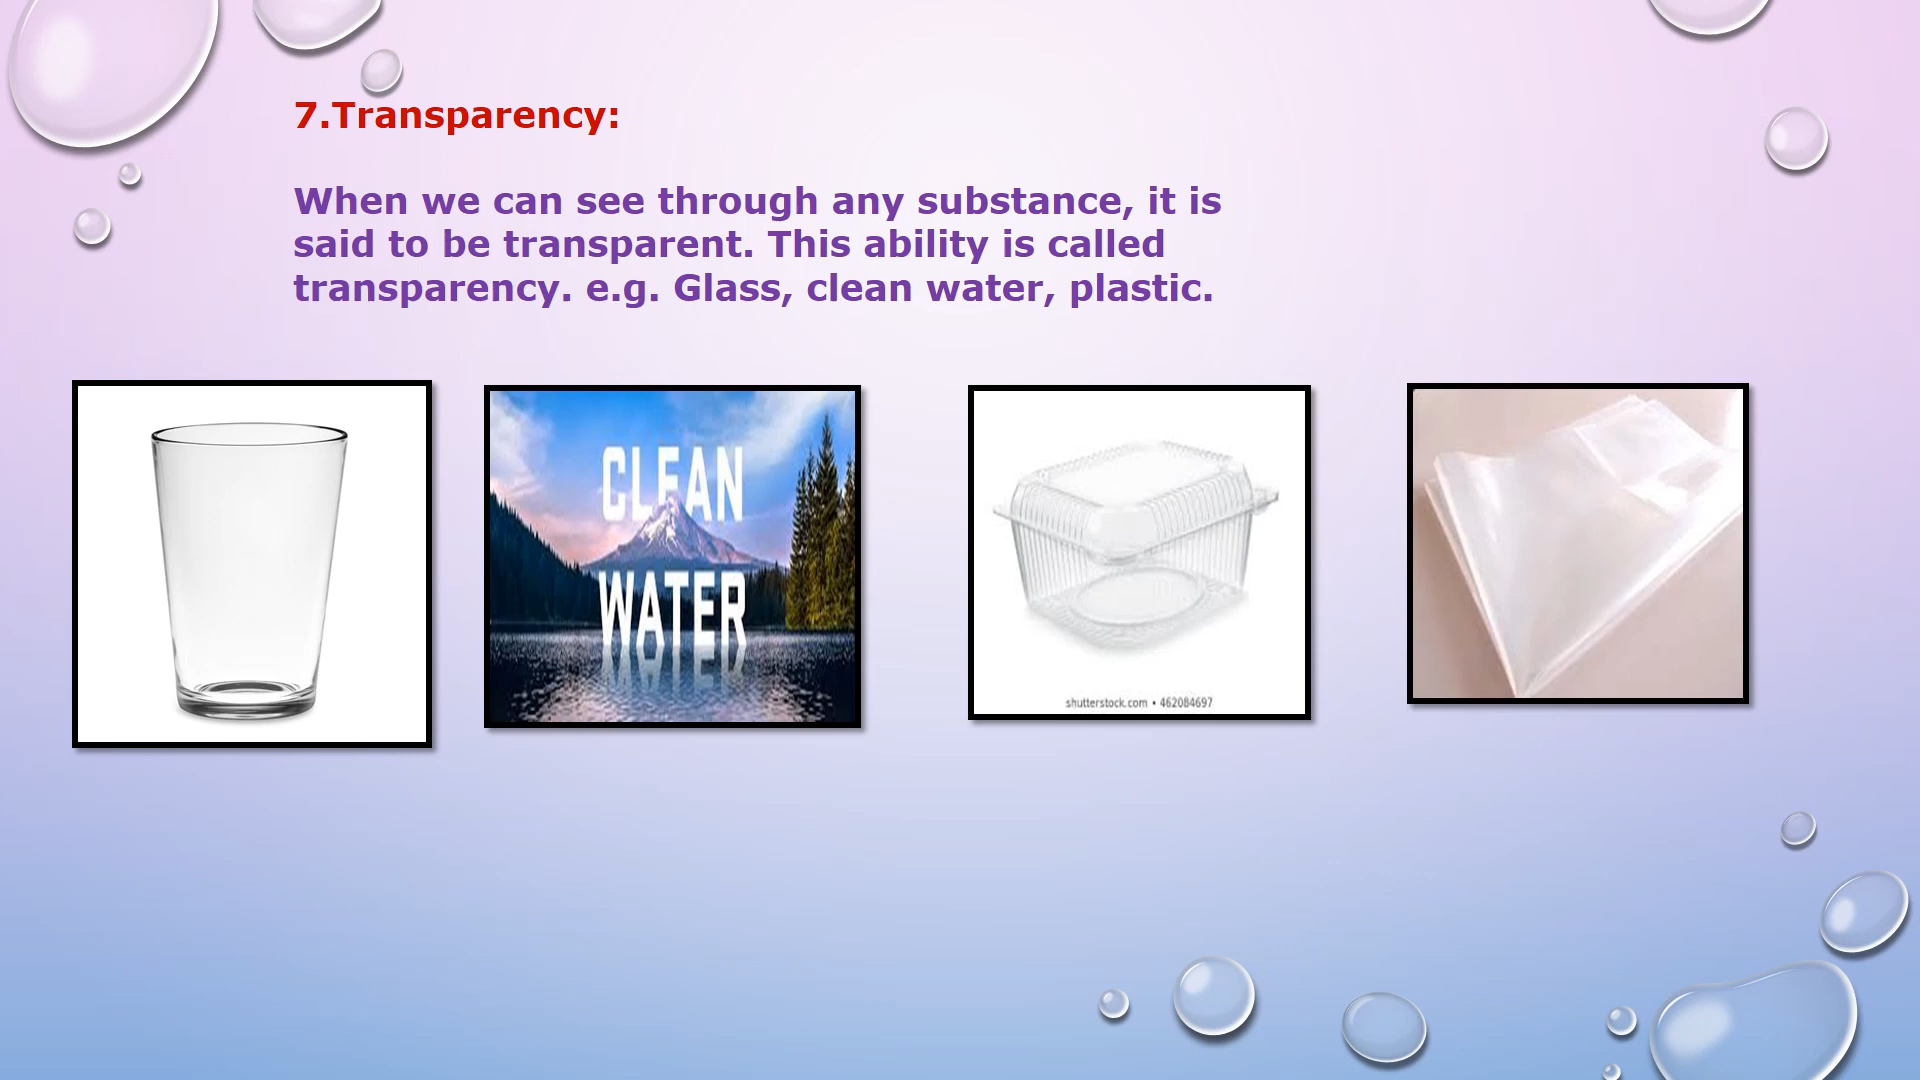 7.Transparency:
When we can see through any substance, it is
said to be transparent. This ability is called
transparency. e.g. Glass, clean water, plastic.
CLEAN
WATER
shutterstock.com • 462084697